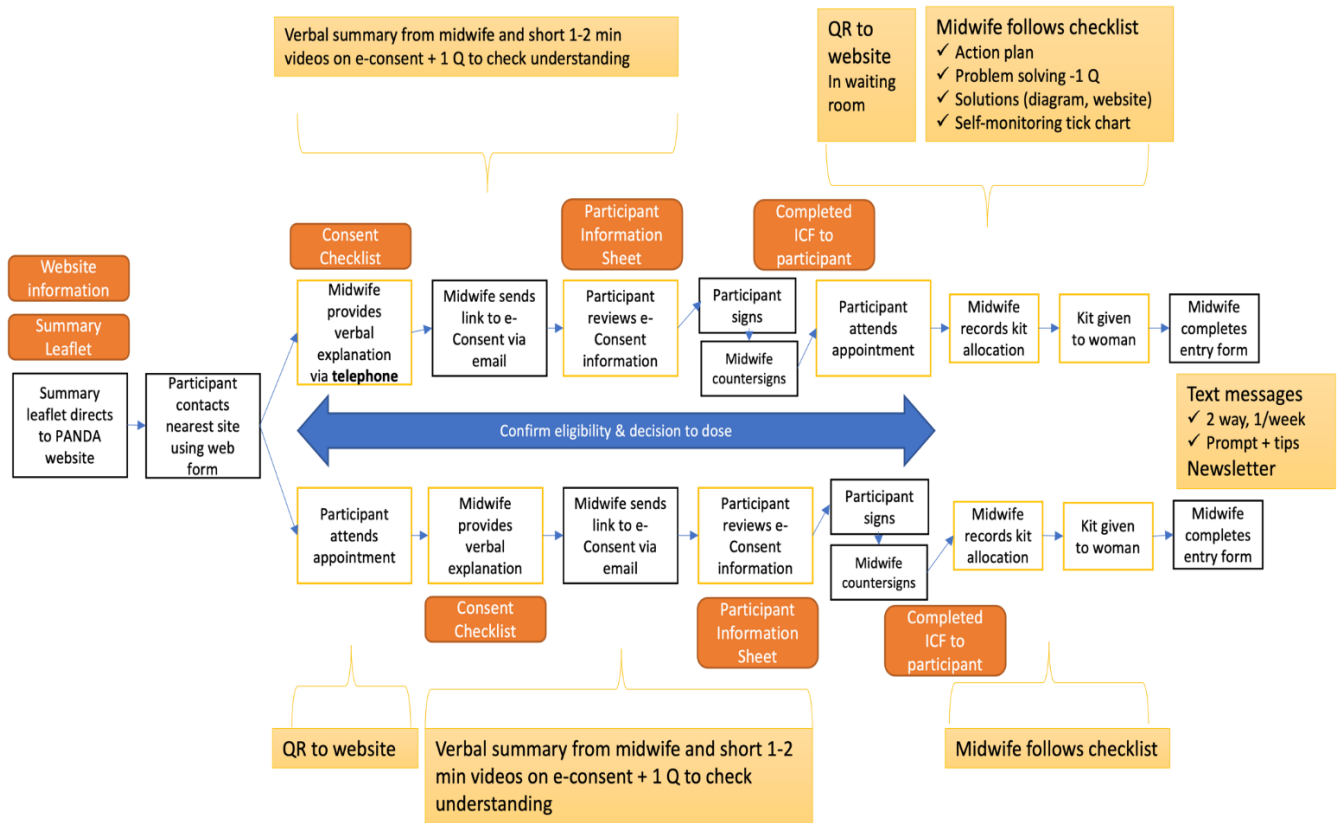 Verbal summary from midwife and short 1-2 min
videos on e-consent + 1 Q to check understanding
QR to
website
In waiting
room
Midwife follows checklist
✓ Action plan
✓ Problem solving -1 Q
✓ Solutions (diagram, website)
✓ Self-monitoring tick chart
Website
information
Summary
Leaflet
Summary
leaflet directs
to PANDA
website
Participant
contacts
nearest site
using web
form
Consent
Checklist
Midwife
provides
verbal
explanation
via telephone
Midwife sends
link to e-
Consent via
email
Participant
Information
Sheet
Participant
reviews e-
Consent
information
Participant
signs
Midwife
countersigns
Completed
ICF to
participant
Participant
attends
appointment
Midwife
records kit
allocation
Kit given
to woman
Midwife
completes
entry form
Confirm eligibility & decision to dose
Text messages
✓ 2 way, 1/week
✓ Prompt + tips
Newsletter
Participant
attends
appointment
Midwife
provides
verbal
explanation
Midwife sends
link to e-
Consent via
email
Participant
reviews e-
Consent
information
Participant
signs
Midwife
countersigns
Midwife
records kit
allocation
Kit given
to woman
Midwife
completes
entry form
Consent
Checklist
Participant
Information
Sheet
Completed
ICF to
participant
QR to website
Verbal summary from midwife and short 1-2
min videos on e-consent + 1 Q to check
understanding
Midwife follows checklist